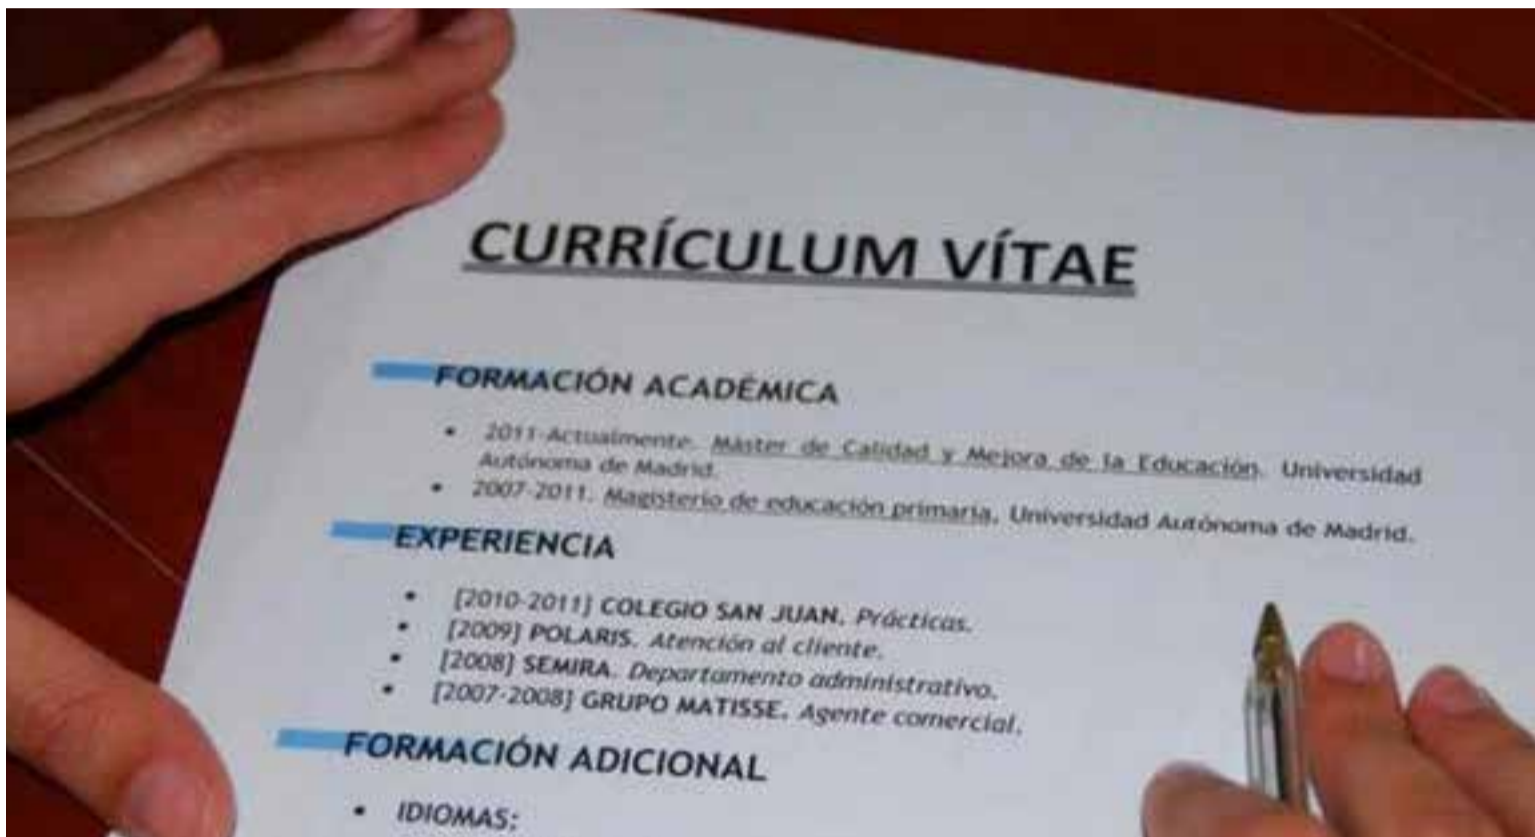 CURRÍCULUM VÍTAE
FORMACIÓN ACADÉMICA
• 2011-Actualmente. Máster de Calidad y Mejora de la Educación. Universidad
Autónoma de Madrid.
• 2007-2011. Magisterio de educación primaria, Universidad Autónoma de Madrid.
EXPERIENCIA
• [2010-2011] COLEGIO SAN JUAN. Prácticas.
• [2009] POLARIS. Atención al cliente.
• [2008] SEMIRA. Departamento administrativo.
• [2007-2008] GRUPO MATISSE. Agente comercial.
FORMACIÓN ADICIONAL
• IDIOMAS: